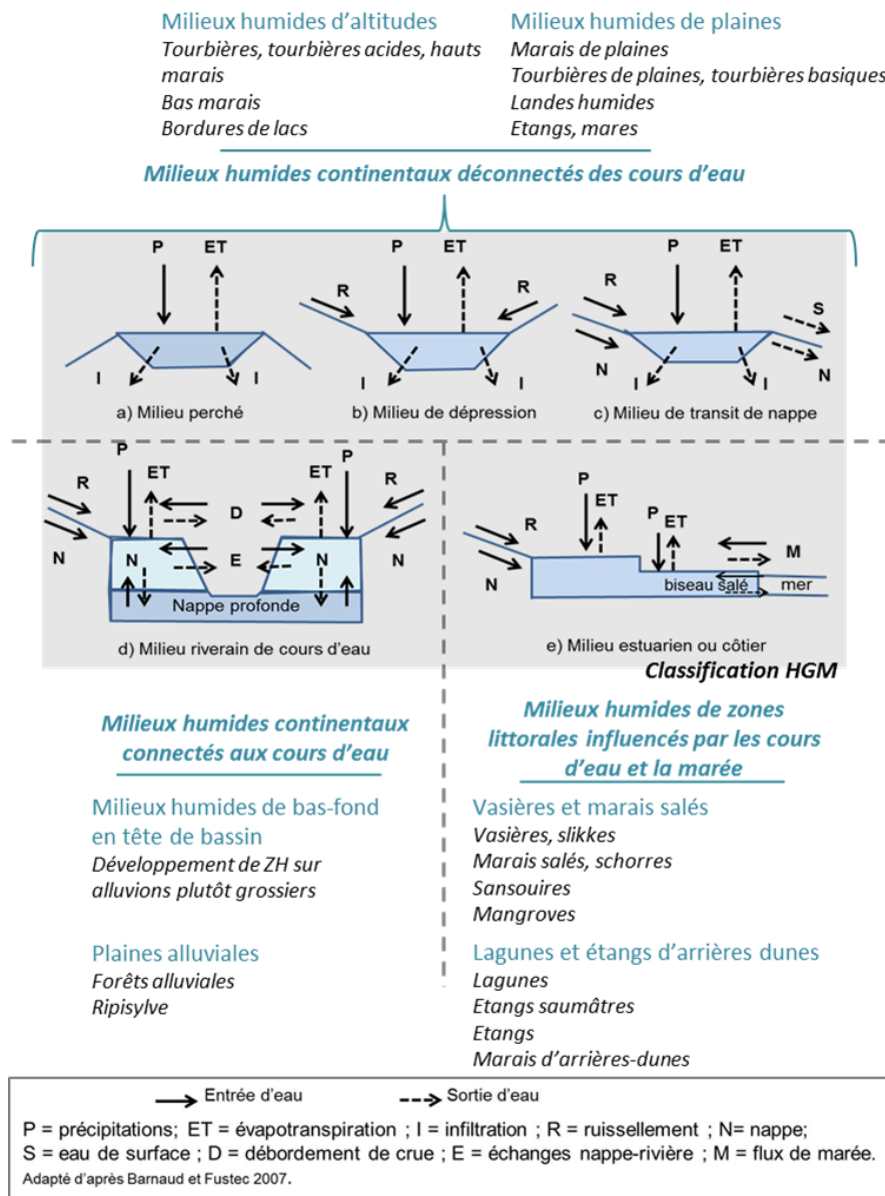 Milieux humides d'altitudes
Tourbières, tourbières acides, hauts
marais
Bas marais
Bordures de lacs
Milieux humides de plaines
Marais de plaines
Tourbières de plaines, tourbières basiques
Landes humides
Etangs, mares
Milieux humides continentaux déconnectés des cours d'eau
P ET
I I
a) Milieu perché
P ET
R R
I I
b) Milieu de dépression
P ET
R S
N N
I I
c) Milieu de transit de nappe
P P
ET ET
R D R
N E N
N N
Nappe profonde
d) Milieu riverain de cours d'eau
P
ET
R P ET
M
N
biseau salé mer
e) Milieu estuarien ou côtier
Classification HGM
Milieux humides continentaux
connectés aux cours d'eau
Milieux humides de bas-fond
en tête de bassin
Développement de ZH sur
alluvions plutôt grossiers
Plaines alluviales
Forêts alluviales
Ripisylve
Milieux humides de zones
littorales influencés par les cours
d'eau et la marée
Vasières et marais salés
Vasières, slikkes
Marais salés, schorres
Sansouires
Mangroves
Lagunes et étangs d'arrières dunes
Lagunes
Etangs saumâtres
Etangs
Marais d'arrières-dunes
Entrée d'eau Sortie d'eau
P = précipitations; ET = évapotranspiration ; I = infiltration ; R = ruissellement ; N= nappe;
S = eau de surface ; D = débordement de crue ; E = échanges nappe-rivière ; M = flux de marée.
Adapté d'après Barnaud et Fustec 2007.